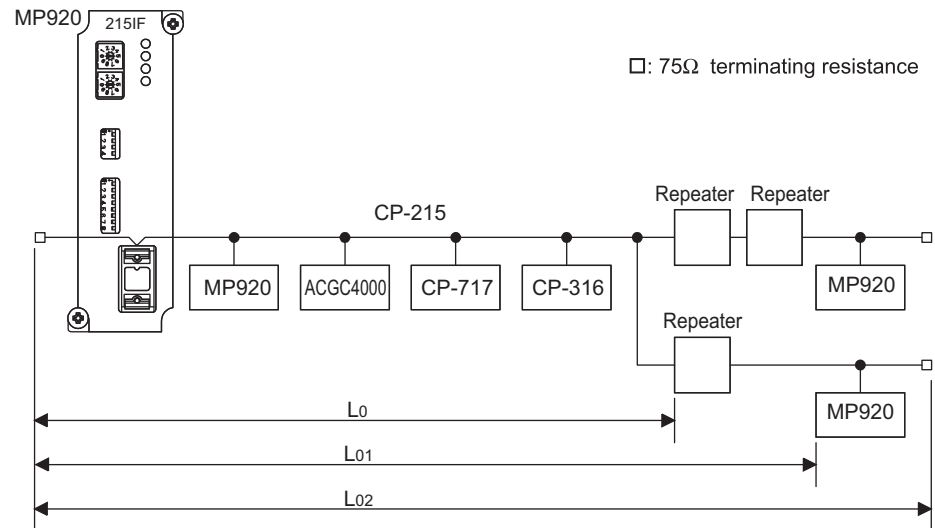 MP920
215IF
□: 75Ω terminating resistance
Repeater Repeater
CP-215
MP920 ACGC4000 CP-717 CP-316 MP920
Repeater
MP920
L0
L01
L02